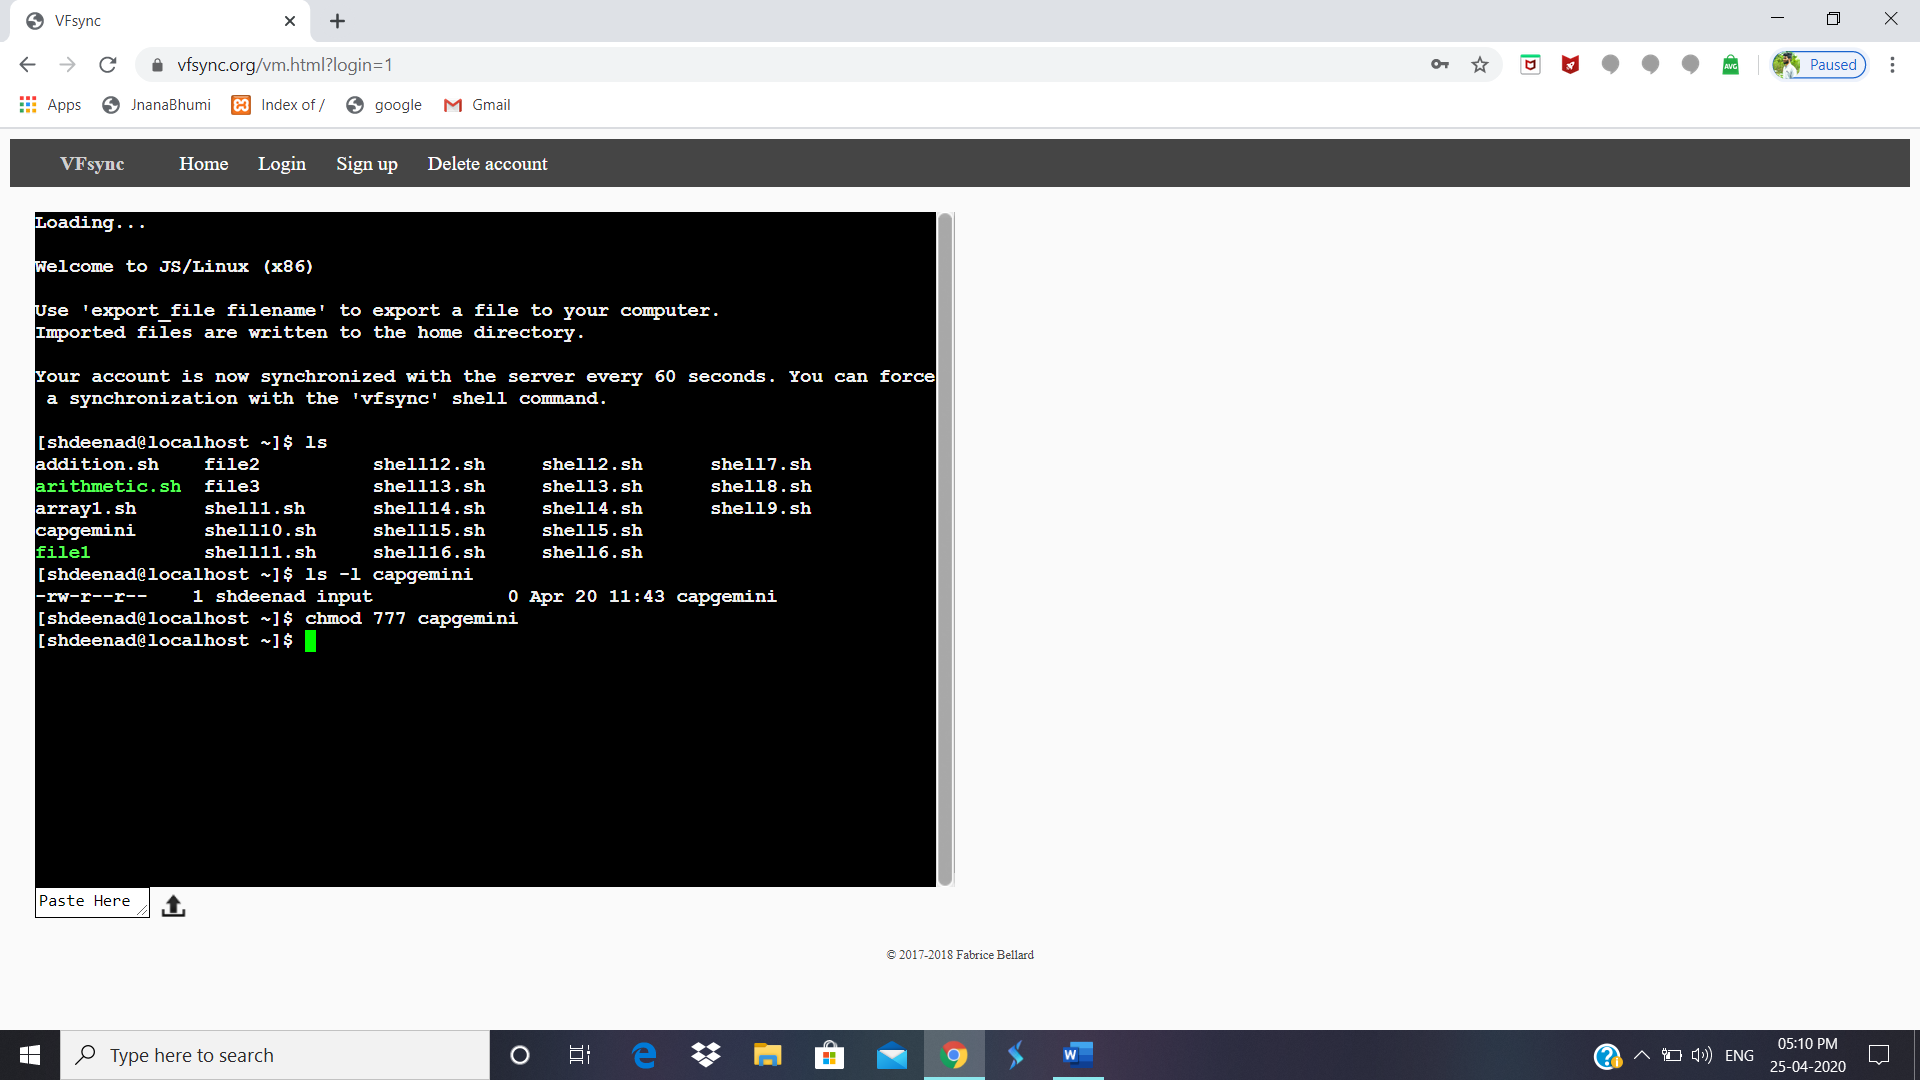 VFsync
vfsync.org/vm.html?login=1
Paused
Apps JnanaBhumi Index of / google Gmail
VFsync Home Login Sign up Delete account
Loading...
Welcome to JS/Linux (x86)
Use 'export_file filename' to export a file to your computer.
Imported files are written to the home directory.
Your account is now synchronized with the server every 60 seconds. You can force
a synchronization with the 'vfsync' shell command.
[shdeenad@localhost ~]$ ls
addition.sh file2 shell12.sh shell2.sh shell7.sh
arithmetic.sh file3 shell13.sh shell3.sh shell8.sh
array1.sh shell1.sh shell14.sh shell4.sh shell9.sh
capgemini shell10.sh shell15.sh shell5.sh
file1 shell11.sh shell16.sh shell6.sh
[shdeenad@localhost ~]$ ls -l capgemini
-rw-r--r-- 1 shdeenad input 0 Apr 20 11:43 capgemini
[shdeenad@localhost ~]$ chmod 777 capgemini
[shdeenad@localhost ~]$
Paste Here
© 2017-2018 Fabrice Bellard
Type here to search
ENG
05:10 PM
25-04-2020